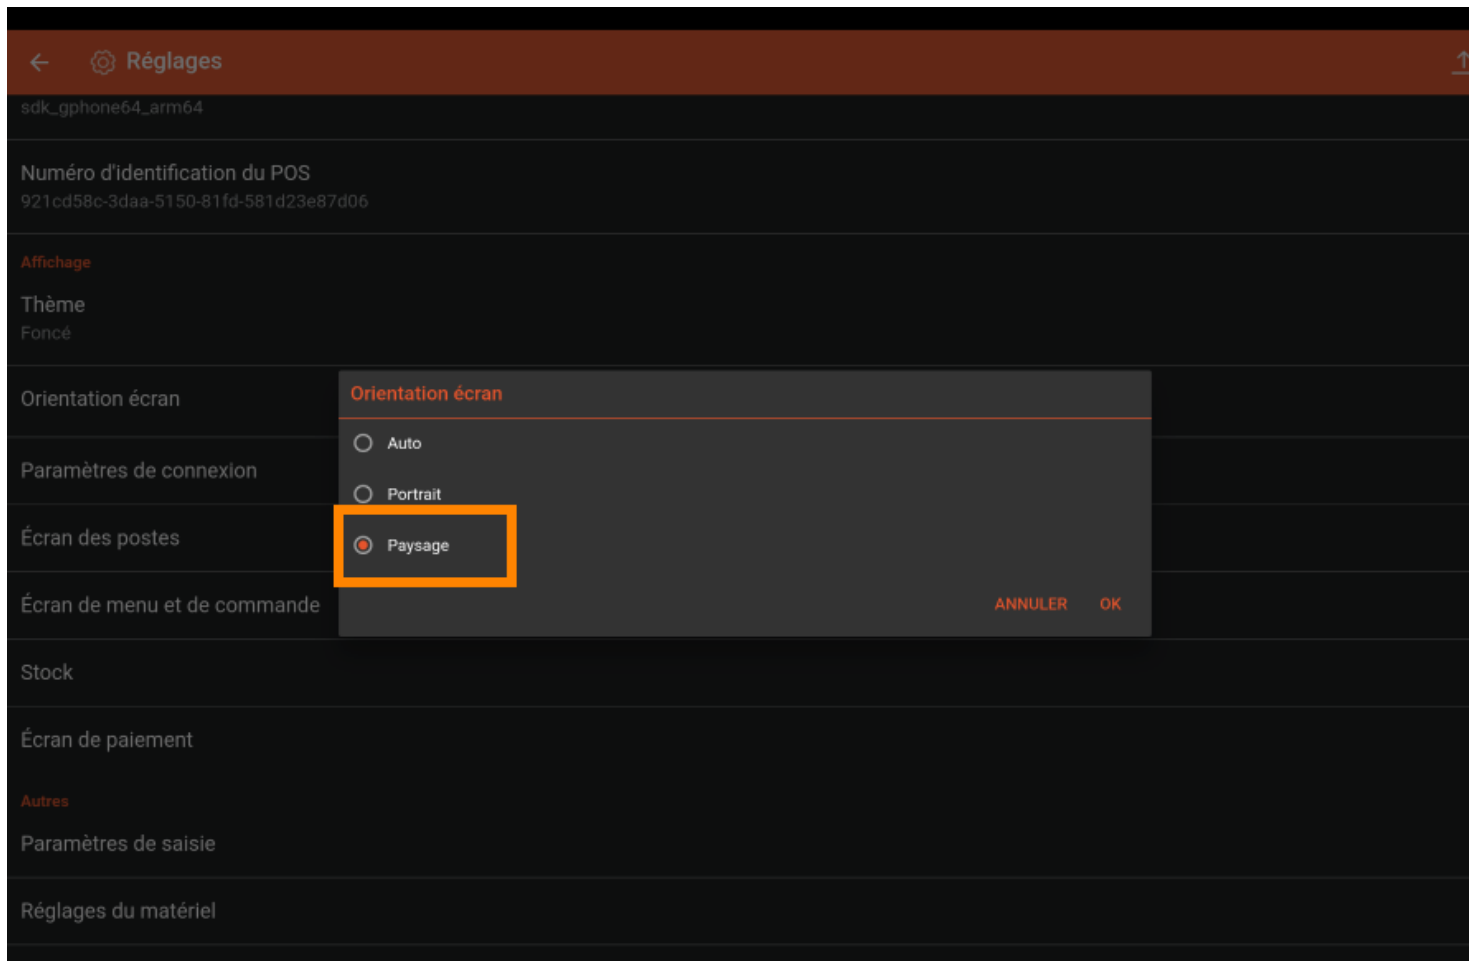 Réglages
sdk_gphone64_arm64
Numéro d'identification du POS
921cd58c-3daa-5150-81fd-581d23e87d06
Affichage
Thème
Foncé
Orientation écran
Paramètres de connexion
Écran des postes
Écran de menu et de commande
Stock
Écran de paiement
Autres
Paramètres de saisie
Réglages du matériel
Orientation écran
Auto
Portrait
Paysage
ANNULER OK